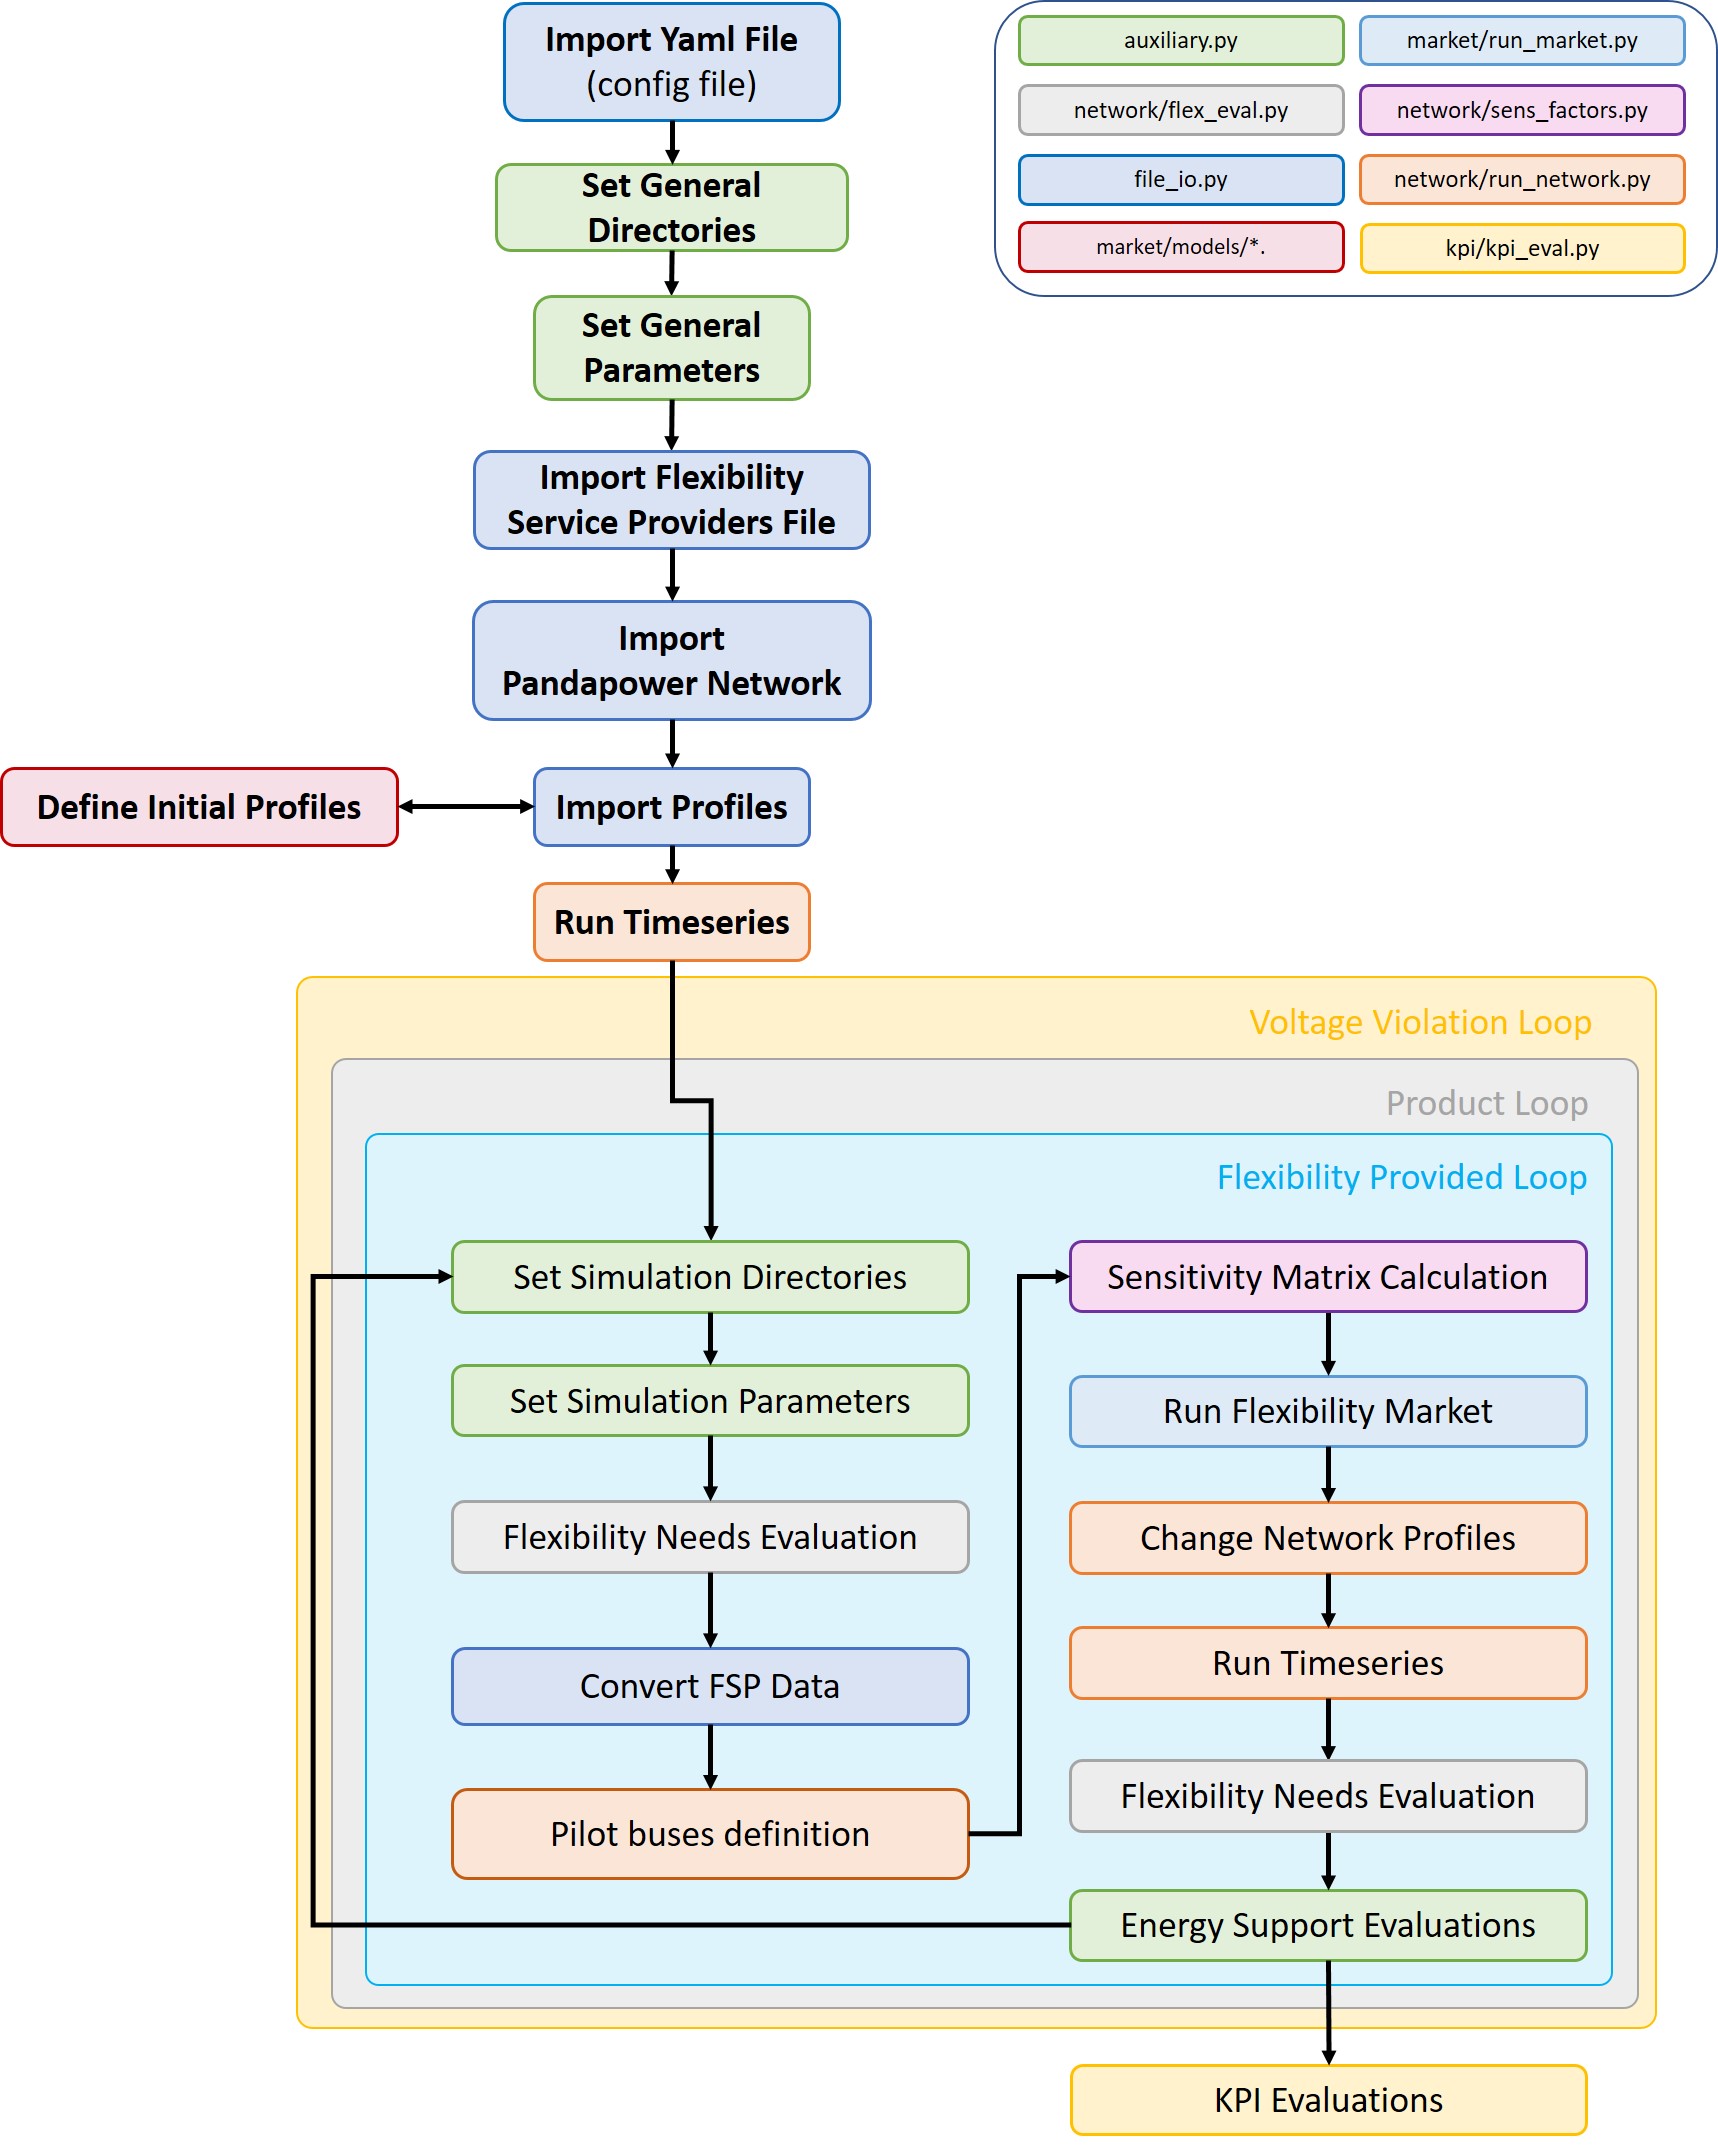 Import Yaml File
(config file)
Set General
Directories
Set General
Parameters
Import Flexibility
Service Providers File
Import
Pandapower Network
Define Initial Profiles
Import Profiles
Run Timeseries
auxiliary.py
market/run_market.py
network/flex_eval.py
network/sens_factors.py
file_io.py
network/run_network.py
market/models/*.
kpi/kpi_eval.py
Voltage Violation Loop
Product Loop
Flexibility Provided Loop
Set Simulation Directories
Set Simulation Parameters
Flexibility Needs Evaluation
Convert FSP Data
Pilot buses definition
Sensitivity Matrix Calculation
Run Flexibility Market
Change Network Profiles
Run Timeseries
Flexibility Needs Evaluation
Energy Support Evaluations
KPI Evaluations